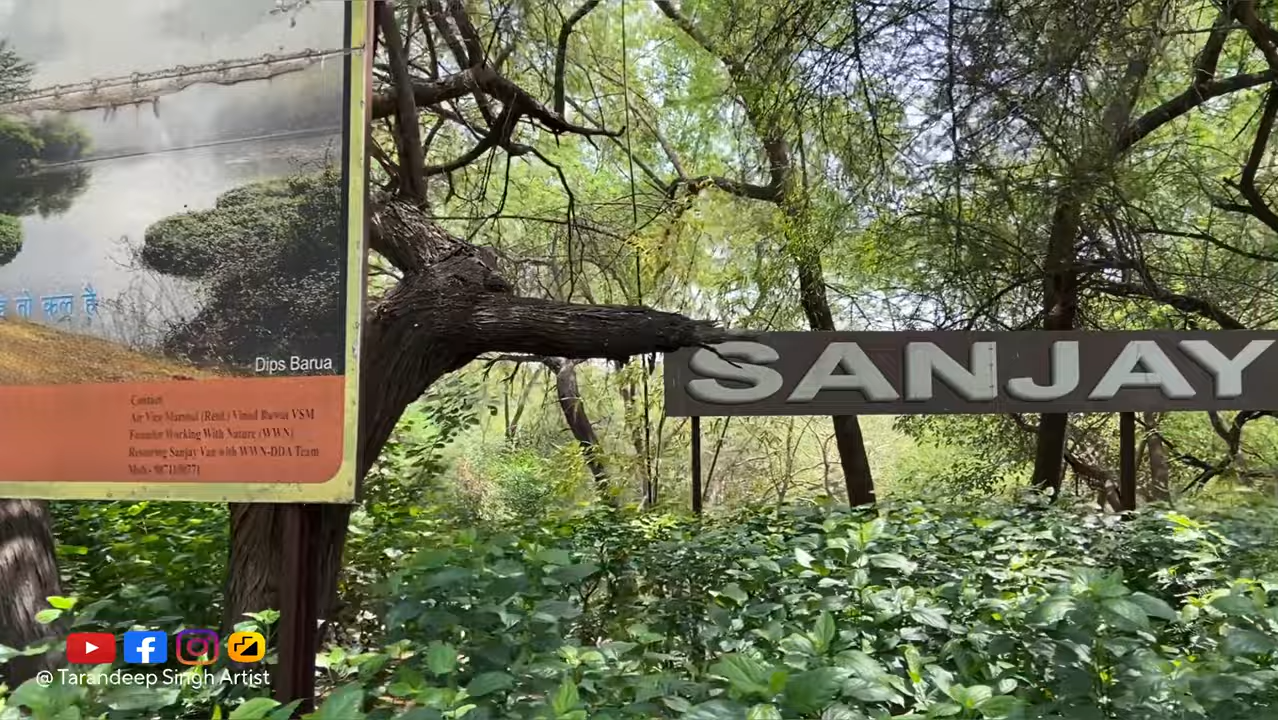 तो कल है
Dips Barua
Contact
Air Vice Marshal (Retd.) Vinod Rawat VSM
Founder Working With Nature (WWN)
Restoring Sanjay Van with WWN-DDA Team
SANJAY
@Tarandeep Singh Artist